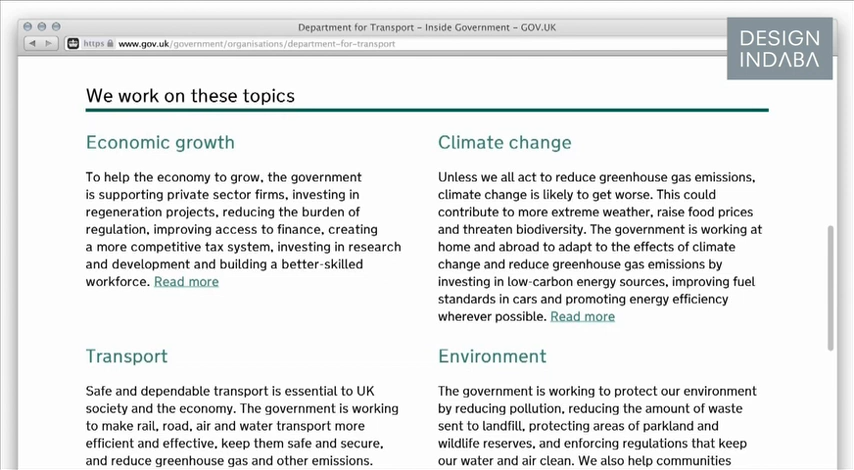 Department for Transport – Inside Government – GOV.UK
https www.gov.uk/government/organisations/department-for-transport
DESIGN
INDABA
We work on these topics
Economic growth
To help the economy to grow, the government
is supporting private sector firms, investing in
regeneration projects, reducing the burden of
regulation, improving access to finance, creating
a more competitive tax system, investing in research
and development and building a better-skilled
workforce. Read more
Climate change
Unless we all act to reduce greenhouse gas emissions,
climate change is likely to get worse. This could
contribute to more extreme weather, raise food prices
and threaten biodiversity. The government is working at
home and abroad to adapt to the effects of climate
change and reduce greenhouse gas emissions by
investing in low-carbon energy sources, improving fuel
standards in cars and promoting energy efficiency
wherever possible. Read more
Transport
Safe and dependable transport is essential to UK
society and the economy. The government is working
to make rail, road, air and water transport more
efficient and effective, keep them safe and secure,
and reduce greenhouse gas and other emissions.
Environment
The government is working to protect our environment
by reducing pollution, reducing the amount of waste
sent to landfill, protecting areas of parkland and
wildlife reserves, and enforcing regulations that keep
our water and air clean. We also help communities